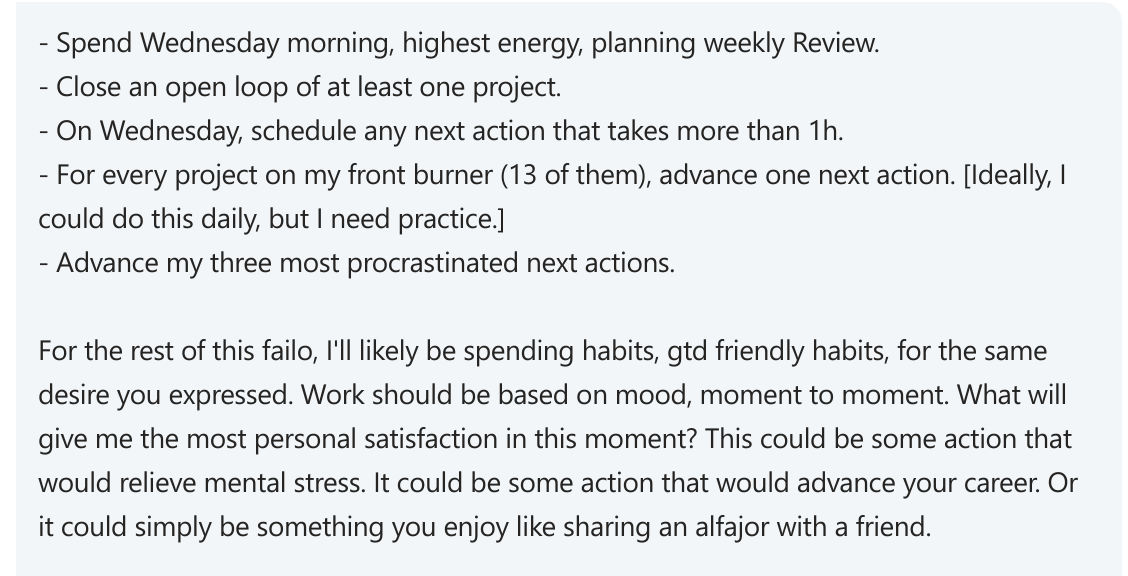 - Spend Wednesday morning, highest energy, planning weekly Review.
- Close an open loop of at least one project.
- On Wednesday, schedule any next action that takes more than 1h.
- For every project on my front burner (13 of them), advance one next action. [Ideally, I
could do this daily, but I need practice.]
- Advance my three most procrastinated next actions.
For the rest of this failo, I'll likely be spending habits, gtd friendly habits, for the same
desire you expressed. Work should be based on mood, moment to moment. What will
give me the most personal satisfaction in this moment? This could be some action that
would relieve mental stress. It could be some action that would advance your career. Or
it could simply be something you enjoy like sharing an alfajor with a friend.